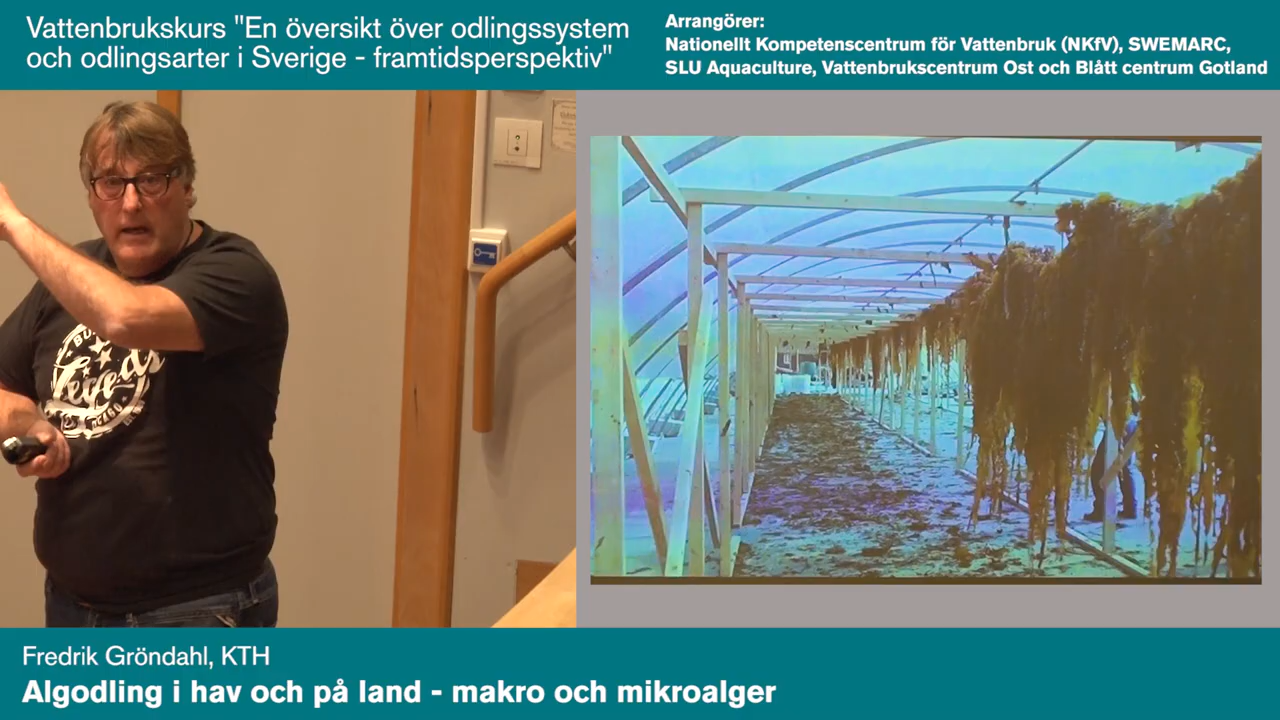 Vattenbrukskurs "En översikt över odlingssystem
och odlingsarter i Sverige - framtidsperspektiv"
Arrangörer:
Nationellt Kompetenscentrum för Vattenbruk (NKfV), SWEMARC,
SLU Aquaculture, Vattenbrukscentrum Ost och Blått centrum Gotland
Fredrik Gröndahl, KTH
Algodling i hav och på land - makro och mikroalger